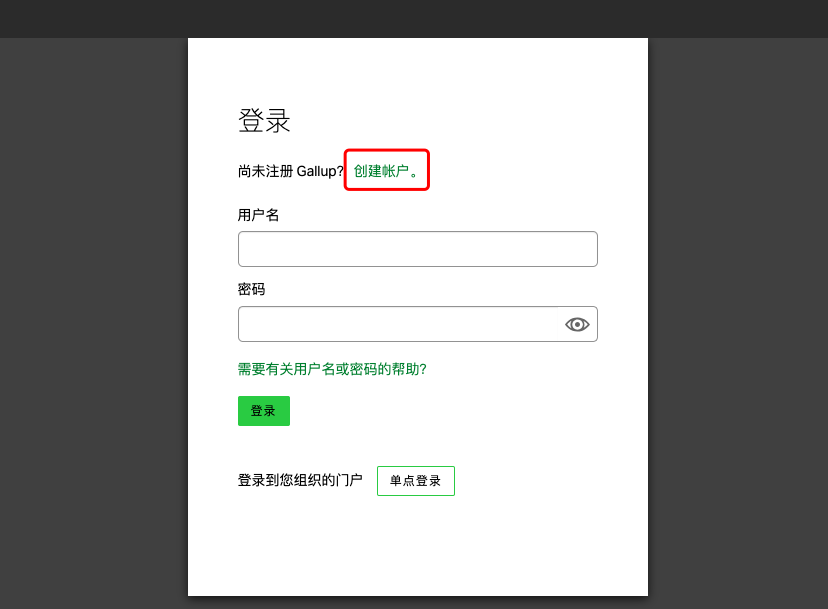 登录
尚未注册 Gallup? 创建帐户。
用户名
密码
需要有关用户名或密码的帮助?
登录
登录到您组织的门户 单点登录